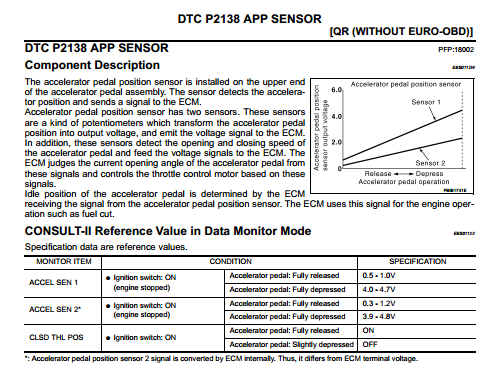 DTC P2138 APP SENSOR
[QR (WITHOUT EURO-OBD)]
DTC P2138 APP SENSOR
PFP:18002
Component Description
EBS0112W
The accelerator pedal position sensor is installed on the upper end
of the accelerator pedal assembly. The sensor detects the accelera-
tor position and sends a signal to the ECM.
Accelerator pedal position sensor has two sensors. These sensors
are a kind of potentiometers which transform the accelerator pedal
position into output voltage, and emit the voltage signal to the ECM.
In addition, these sensors detect the opening and closing speed of
the accelerator pedal and feed the voltage signals to the ECM. The
ECM judges the current opening angle of the accelerator pedal from
these signals and controls the throttle control motor based on these
signals.
Idle position of the accelerator pedal is determined by the ECM
receiving the signal from the accelerator pedal position sensor. The ECM uses this signal for the engine oper-
ation such as fuel cut.
Accelerator pedal position sensor
Accelerator pedal position
sensor output voltage
6.0
4.0
2.0
0
Sensor 1
Sensor 2
Release ↔ Depress
Accelerator pedal operation
PBIB1741E
CONSULT-II Reference Value in Data Monitor Mode
EBS0112X
Specification data are reference values.
MONITOR ITEM CONDITION SPECIFICATION
ACCEL SEN 1 • Ignition switch: ON (engine stopped) Accelerator pedal: Fully released 0.5 - 1.0V
Accelerator pedal: Fully depressed 4.0 - 4.7V
ACCEL SEN 2* • Ignition switch: ON (engine stopped) Accelerator pedal: Fully released 0.3 - 1.2V
Accelerator pedal: Fully depressed 3.9 - 4.8V
CLSD THL POS • Ignition switch: ON Accelerator pedal: Fully released ON
Accelerator pedal: Slightly depressed OFF
*: Accelerator pedal position sensor 2 signal is converted by ECM internally. Thus, it differs from ECM terminal voltage.